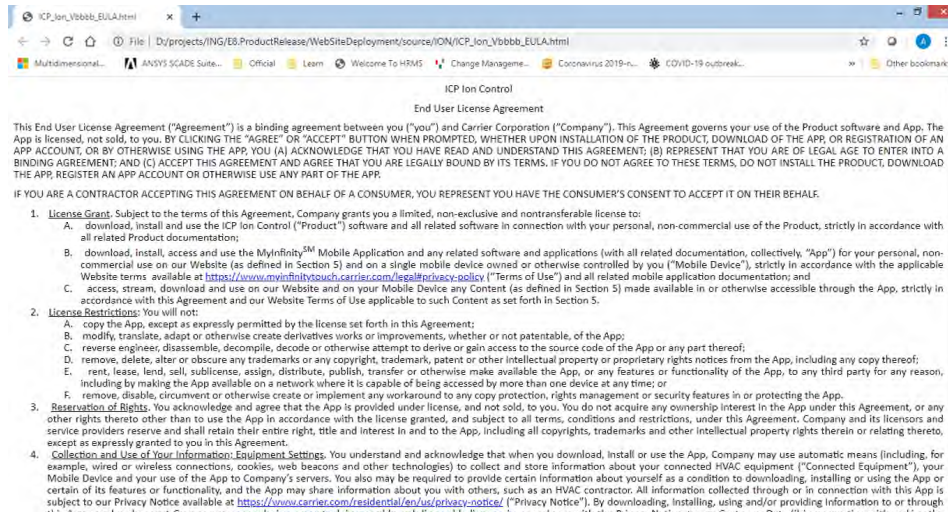 ICP_Ion_Vbbbb_EULA.html
File | D:/projects/ING/E8.ProductRelease/WebSiteDeployment/source/ION/ICP_Ion_Vbbbb_EULA.html
Multidimensional... ANSYS SCADE Suite... Official Learn Welcome To HRMS Change Manageme... Coronavirus 2019-n... COVID-19 outbreak... » Other bookmark
ICP Ion Control
End User License Agreement
This End User License Agreement ("Agreement") is a binding agreement between you ("you") and Carrier Corporation ("Company"). This Agreement governs your use of the Product software and App. The
App is licensed, not sold, to you. BY CLICKING THE "AGREE" OR "ACCEPT" BUTTON WHEN PROMPTED, WHETHER UPON INSTALLATION OF THE PRODUCT, DOWNLOAD OF THE APP, OR REGISTRATION OF AN
APP ACCOUNT, OR BY OTHERWISE USING THE APP, YOU (A) ACKNOWLEDGE THAT YOU HAVE READ AND UNDERSTAND THIS AGREEMENT; (B) REPRESENT THAT YOU ARE OF LEGAL AGE TO ENTER INTO A
BINDING AGREEMENT; AND (C) ACCEPT THIS AGREEMENT AND AGREE THAT YOU ARE LEGALLY BOUND BY ITS TERMS. IF YOU DO NOT AGREE TO THESE TERMS, DO NOT INSTALL THE PRODUCT, DOWNLOAD
THE APP, REGISTER AN APP ACCOUNT OR OTHERWISE USE ANY PART OF THE APP.
IF YOU ARE A CONTRACTOR ACCEPTING THIS AGREEMENT ON BEHALF OF A CONSUMER, YOU REPRESENT YOU HAVE THE CONSUMER'S CONSENT TO ACCEPT IT ON THEIR BEHALF.
1. License Grant. Subject to the terms of this Agreement, Company grants you a limited, non-exclusive and nontransferable license to:
A. download, install and use the ICP Ion Control ("Product") software and all related software in connection with your personal, non-commercial use of the Product, strictly in accordance with
all related Product documentation;
B. download, install, access and use the MyInfinitySM Mobile Application and any related software and applications (with all related documentation, collectively, "App") for your personal, non-
commercial use on our Website (as defined in Section 5) and on a single mobile device owned or otherwise controlled by you ("Mobile Device"), strictly in accordance with the applicable
Website terms available at https://www.myinfinitytouch.carrier.com/legal#privacy-policy ("Terms of Use") and all related mobile application documentation; and
C. access, stream, download and use on our Website and on your Mobile Device any Content (as defined in Section 5) made available in or otherwise accessible through the App, strictly in
accordance with this Agreement and our Website Terms of Use applicable to such Content as set forth in Section 5.
2. License Restrictions: You will not:
A. copy the App, except as expressly permitted by the license set forth in this Agreement;
B. modify, translate, adapt or otherwise create derivatives works or improvements, whether or not patentable, of the App;
C. reverse engineer, disassemble, decompile, decode or otherwise attempt to derive or gain access to the source code of the App or any part thereof;
D. remove, delete, alter or obscure any trademarks or any copyright, trademark, patent or other intellectual property or proprietary rights notices from the App, including any copy thereof;
E. rent, lease, lend, sell, sublicense, assign, distribute, publish, transfer or otherwise make available the App, or any features or functionality of the App, to any third party for any reason,
including by making the App available on a network where it is capable of being accessed by more than one device at any time; or
F. remove, disable, circumvent or otherwise create or implement any workaround to any copy protection, rights management or security features in or protecting the App.
3. Reservation of Rights. You acknowledge and agree that the App is provided under license, and not sold, to you. You do not acquire any ownership interest in the App under this Agreement, or any
other rights thereto other than to use the App in accordance with the license granted, and subject to all terms, conditions and restrictions, under this Agreement. Company and its licensors and
service providers reserve and shall retain their entire right, title and interest in and to the App, including all copyrights, trademarks and other intellectual property rights therein or relating thereto,
except as expressly granted to you in this Agreement.
4. Collection and Use of Your Information; Equipment Settings. You understand and acknowledge that when you download, Install or use the App, Company may use automatic means (including, for
example, wired or wireless connections, cookies, web beacons and other technologies) to collect and store information about your connected HVAC equipment ("Connected Equipment"), your
Mobile Device and your use of the App to Company's servers. You also may be required to provide certain information about yourself as a condition to downloading, installing or using the App or
certain of its features or functionality, and the App may share information about you with others, such as an HVAC contractor. All information collected through or in connection with this App is
subject to our Privacy Notice available at https://www.carrier.com/residential/en/us/privacy-notice/ ("Privacy Notice"). By downloading, Installing, using and/or providing Information to or through